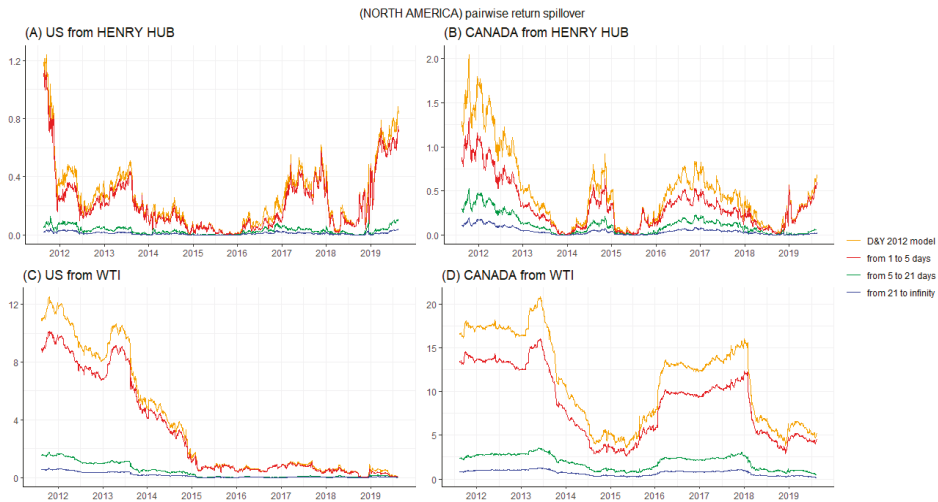 (NORTH AMERICA) pairwise return spillover
(A) US from HENRY HUB
1.2
0.8
0.4
0.0
2012 2013 2014 2015 2016 2017 2018 2019
(B) CANADA from HENRY HUB
2.0
1.5
1.0
0.5
0.0
2012 2013 2014 2015 2016 2017 2018 2019
(C) US from WTI
12
8
4
0
2012 2013 2014 2015 2016 2017 2018 2019
(D) CANADA from WTI
20
15
10
5
0
2012 2013 2014 2015 2016 2017 2018 2019
D&Y 2012 model
from 1 to 5 days
from 5 to 21 days
from 21 to infinity